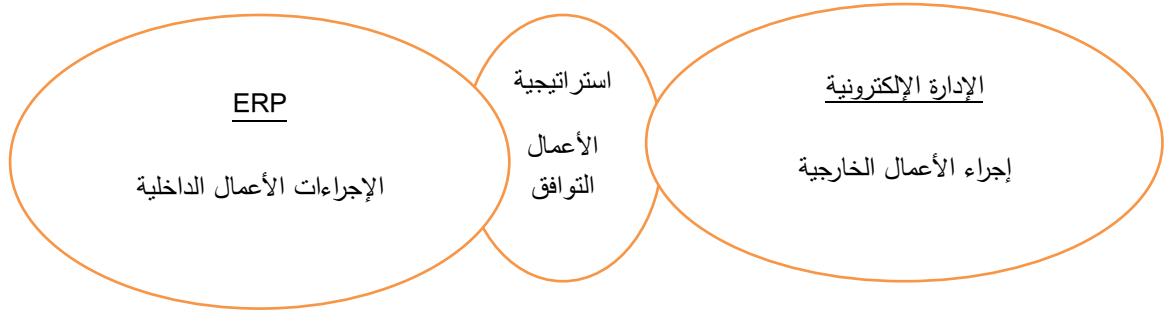 الإدارة الإلكترونية
إجراء الأعمال الخارجية
استراتيجية
الأعمال
التوافق
ERP
الإجراءات الأعمال الداخلية